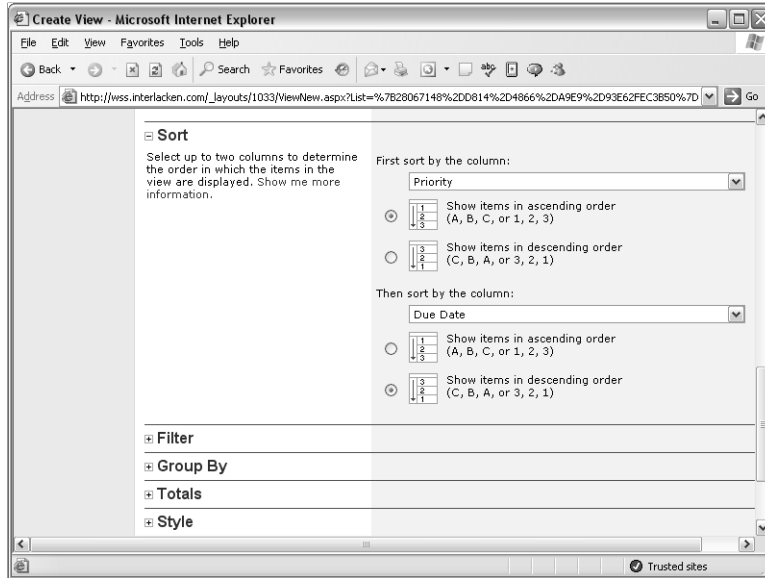 Create View - Microsoft Internet Explorer
File Edit View Favorites Tools Help
Back Search Favorites
Address http://wss.interlacken.com/_layouts/1033/ViewNew.aspx?List=%7B28067148%2DD814%2D4866%2DA9E9%2D93E62FEC3B50%7D Go
Sort
Select up to two columns to determine
the order in which the items in the
view are displayed. Show me more
information.
First sort by the column:
Priority
Show items in ascending order
(A, B, C, or 1, 2, 3)
Show items in descending order
(C, B, A, or 3, 2, 1)
Then sort by the column:
Due Date
Show items in ascending order
(A, B, C, or 1, 2, 3)
Show items in descending order
(C, B, A, or 3, 2, 1)
Filter
Group By
Totals
Style
Trusted sites